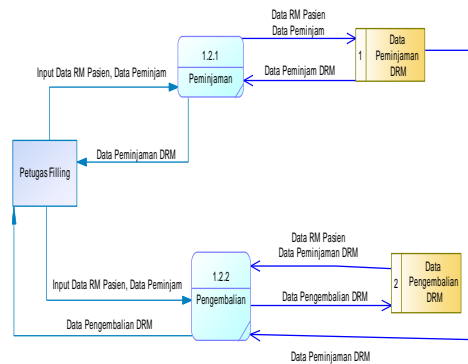 Data RM Pasien
Data Peminjam
1.2.1
Peminjaman
1
Data
Peminjaman
DRM
Input Data RM Pasien, Data Peminjam
Data Peminjam DRM
Data Peminjaman DRM
Petugas Filling
Data RM Pasien
Data Peminjaman DRM
1.2.2
Pengembalian
2
Data
Pengembalian
DRM
Input Data RM Pasien, Data Peminjam
Data Pengembalian DRM
Data Pengembalian DRM
Data Peminjaman DRM